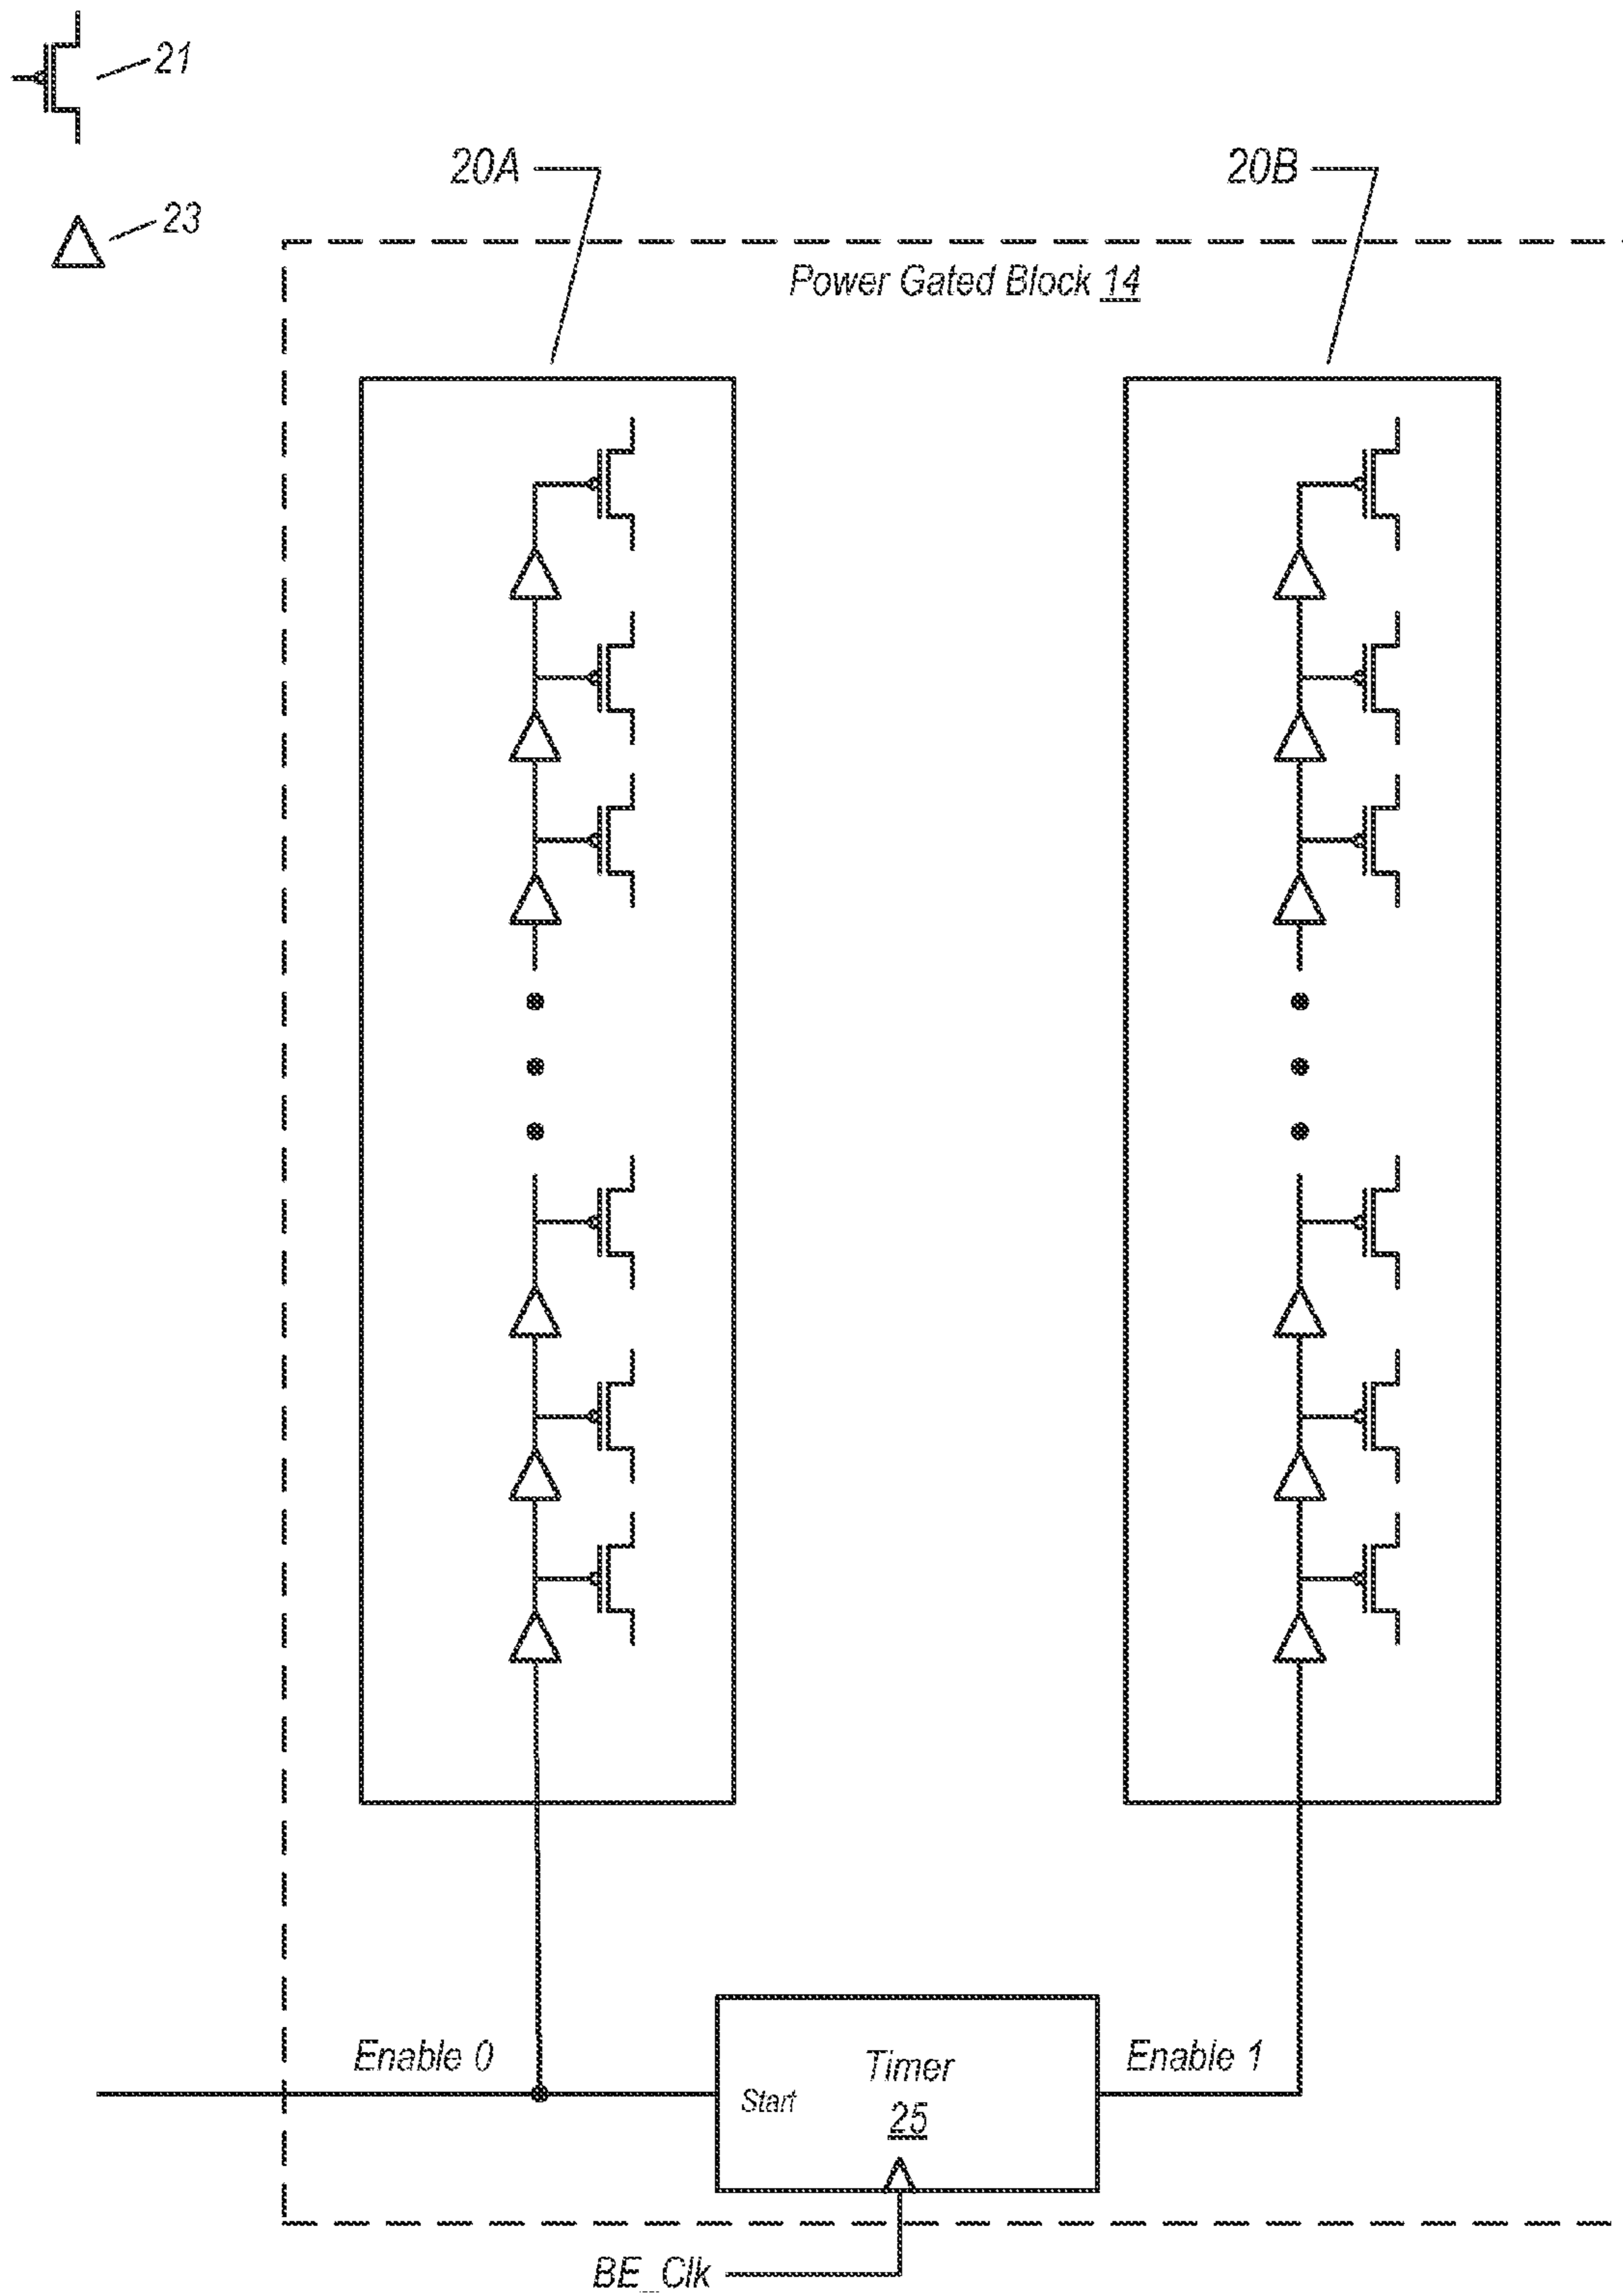 21
20A
20B
23
Power Gated Block 14
Enable 0
Timer
Enable 1
Start
25
BE_Clk